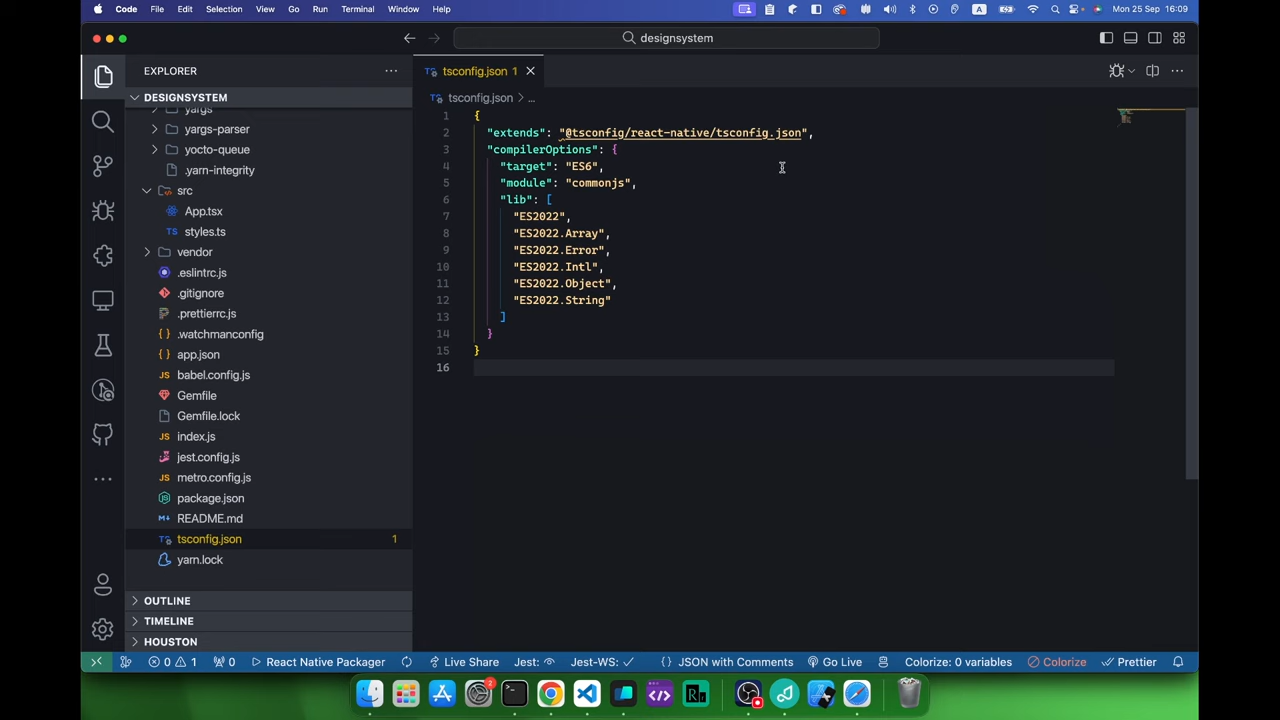 Code File Edit Selection View Go Run Terminal Window Help A Mon 25 Sep 16:09
designsystem
EXPLORER
tsconfig.json 1
DESIGNSYSTEM
tsconfig.json > ...
yargs
yargs-parser
yocto-queue
.yarn-integrity
src
App.tsx
styles.ts
vendor
.eslintrc.js
.gitignore
.prettierrc.js
.watchmanconfig
app.json
babel.config.js
Gemfile
Gemfile.lock
index.js
jest.config.js
metro.config.js
package.json
README.md
tsconfig.json 1
yarn.lock
OUTLINE
TIMELINE
HOUSTON
1 {
2 "extends": "@tsconfig/react-native/tsconfig.json",
3 "compilerOptions": {
4 "target": "ES6",
5 "module": "commonjs",
6 "lib": [
7 "ES2022",
8 "ES2022.Array",
9 "ES2022.Error",
10 "ES2022.Intl",
11 "ES2022.Object",
12 "ES2022.String"
13 ]
14 }
15 }
16
0 1 0 React Native Packager Live Share Jest: Jest-WS: { } JSON with Comments Go Live Colorize: 0 variables Colorize Prettier
2